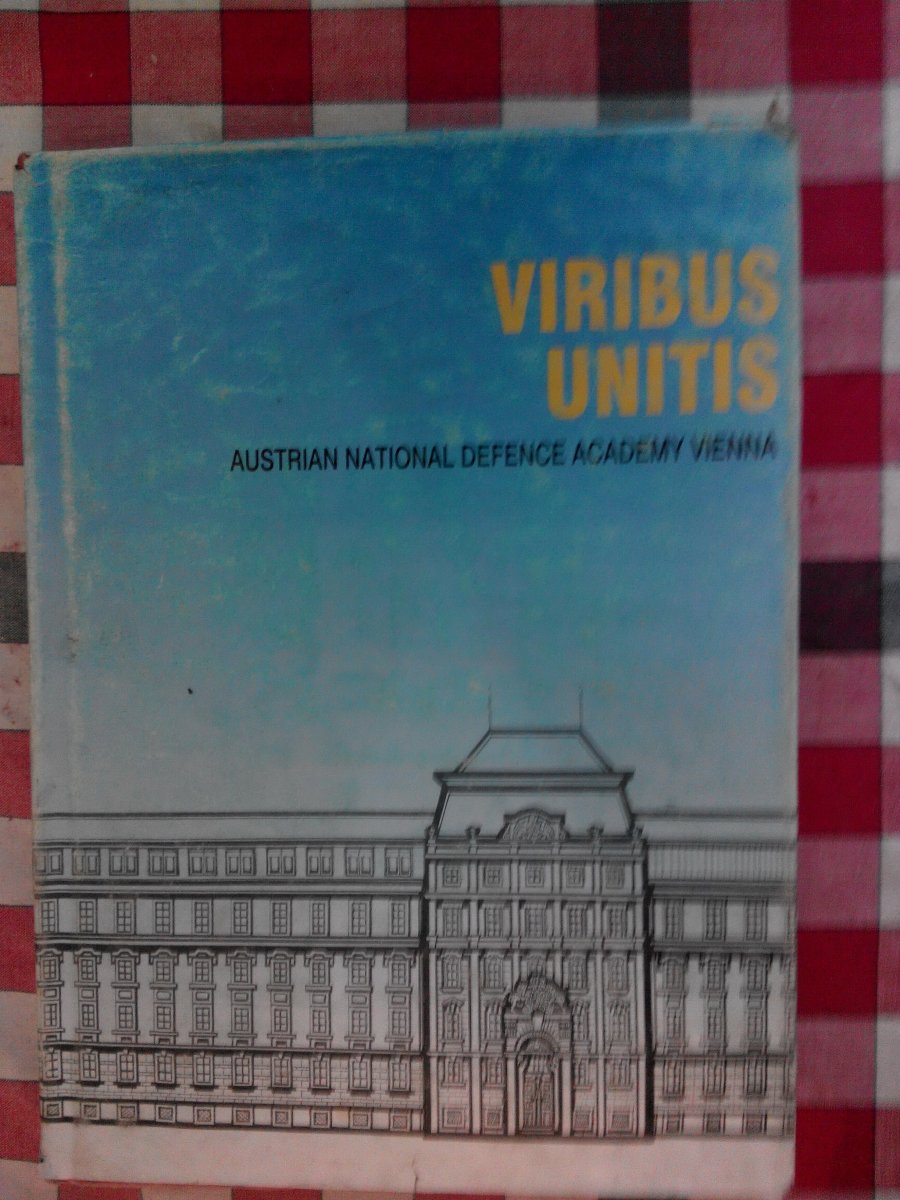 VIRIBUS
UNITIS
AUSTRIAN NATIONAL DEFENCE ACADEMY VIENNA